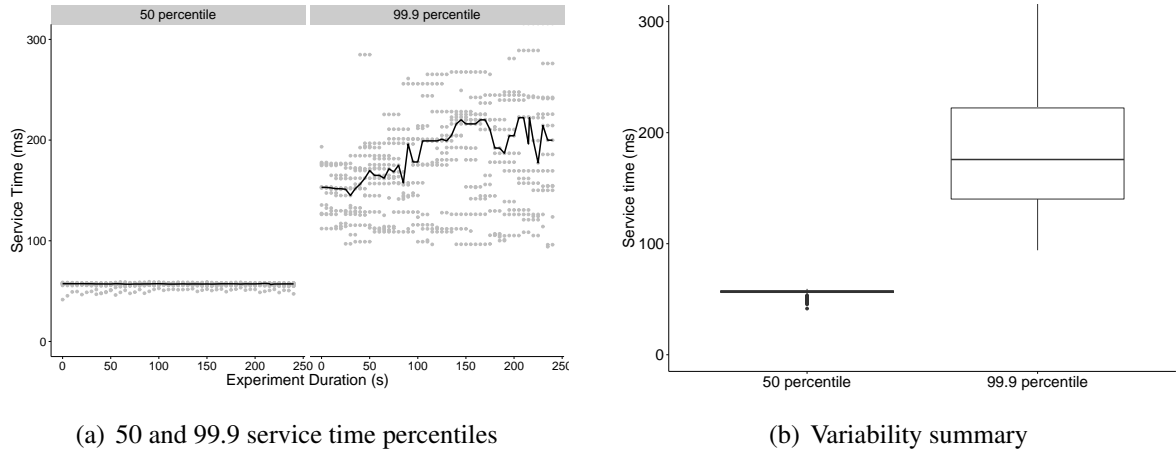 50 percentile
99.9 percentile
300
200
100
0
Service Time (ms)
0 50 100 150 200 250
0 50 100 150 200 250
Experiment Duration (s)
(a) 50 and 99.9 service time percentiles
300
200
100
0
Service time (ms)
50 percentile
99.9 percentile
(b) Variability summary